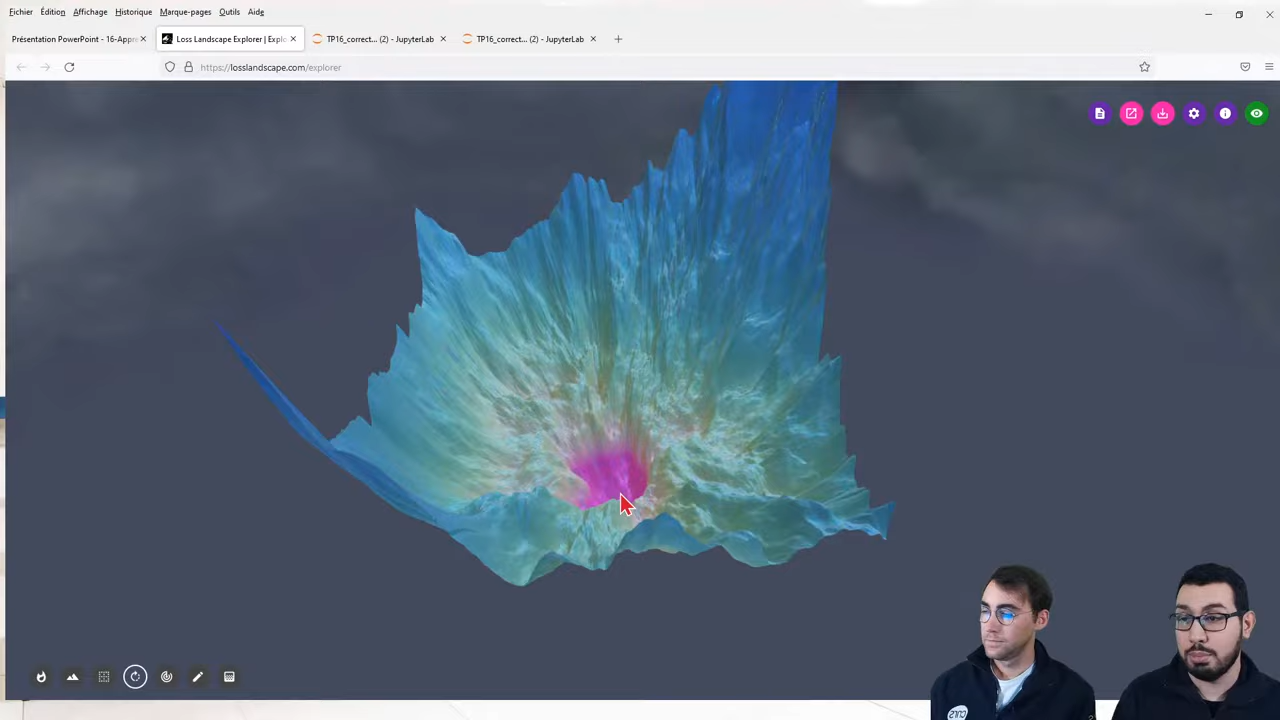 Fichier Édition Affichage Historique Marque-pages Outils Aide
Présentation PowerPoint - 16-Appre
Loss Landscape Explorer | Explo
TP16_correct... (2) - JupyterLab
TP16_correct... (2) - JupyterLab
https://losslandscape.com/explorer
cnrs